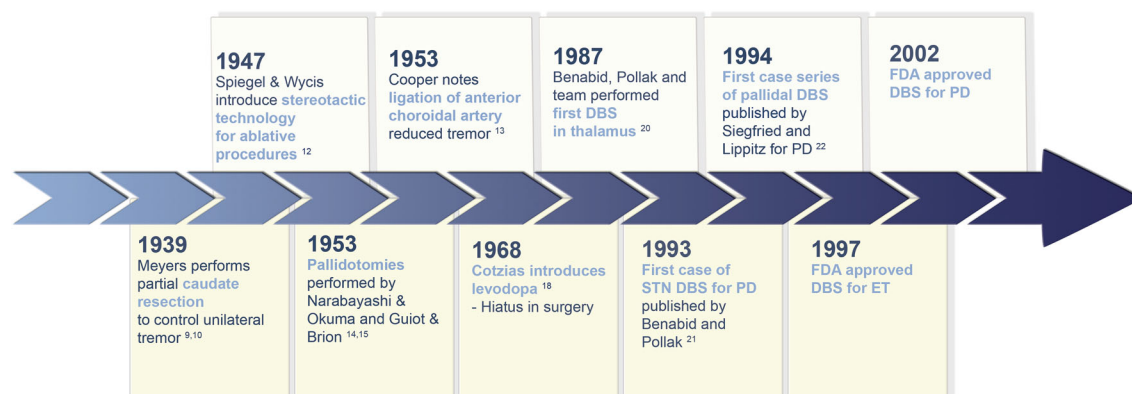 1947
Spiegel & Wycis
introduce stereotactic
technology
for ablative
procedures 12
1953
Cooper notes
ligation of anterior
choroidal artery
reduced tremor 13
1987
Benabid, Pollak and
team performed
first DBS
in thalamus 20
1994
First case series
of pallidal DBS
published by
Siegfried and
Lippitz for PD 22
2002
FDA approved
DBS for PD
1939
Meyers performs
partial caudate
resection
to control unilateral
tremor 9,10
1953
Pallidotomies
performed by
Narabayashi &
Okuma and Guiot &
Brion 14,15
1968
Cotzias introduces
levodopa 18
- Hiatus in surgery
1993
First case of
STN DBS for PD
published by
Benabid and
Pollak 21
1997
FDA approved
DBS for ET